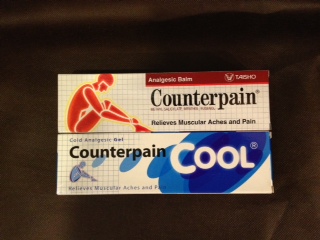 Analgesic Balm
TAISHO
Counterpain®
Relieves Muscular Aches and Pain
Cold Analgesic Gel
Counterpain COOL®
Relieves Muscular Aches and Pain